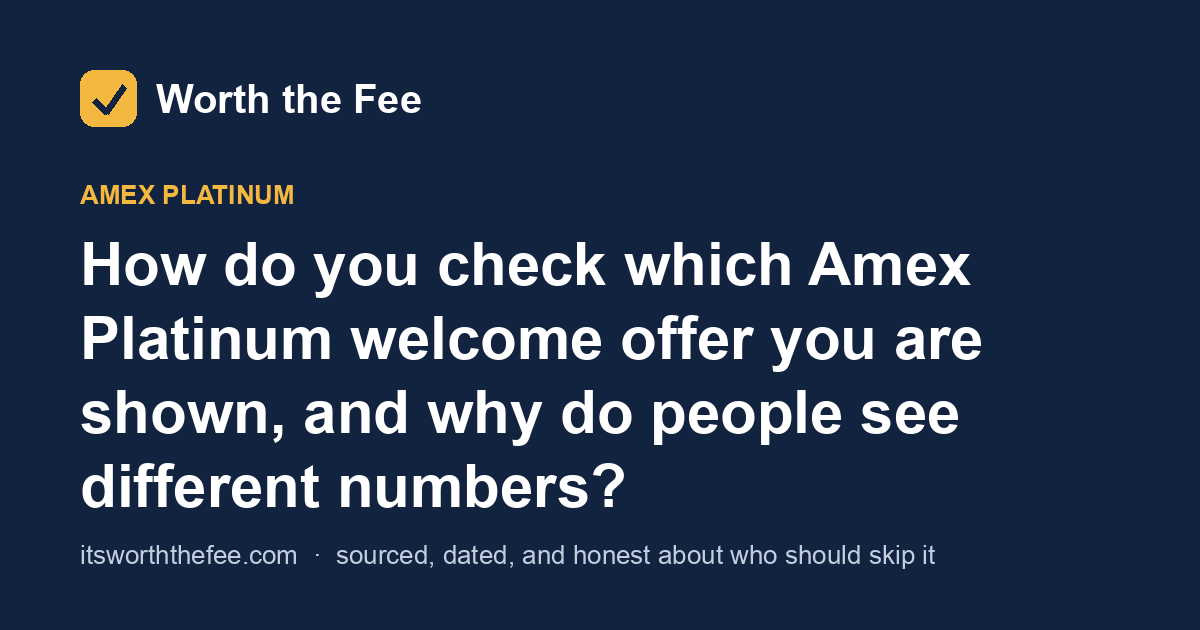 Worth the Fee
AMEX PLATINUM
How do you check which Amex
Platinum welcome offer you are
shown, and why do people see
different numbers?
itsworththefee.com · sourced, dated, and honest about who should skip it